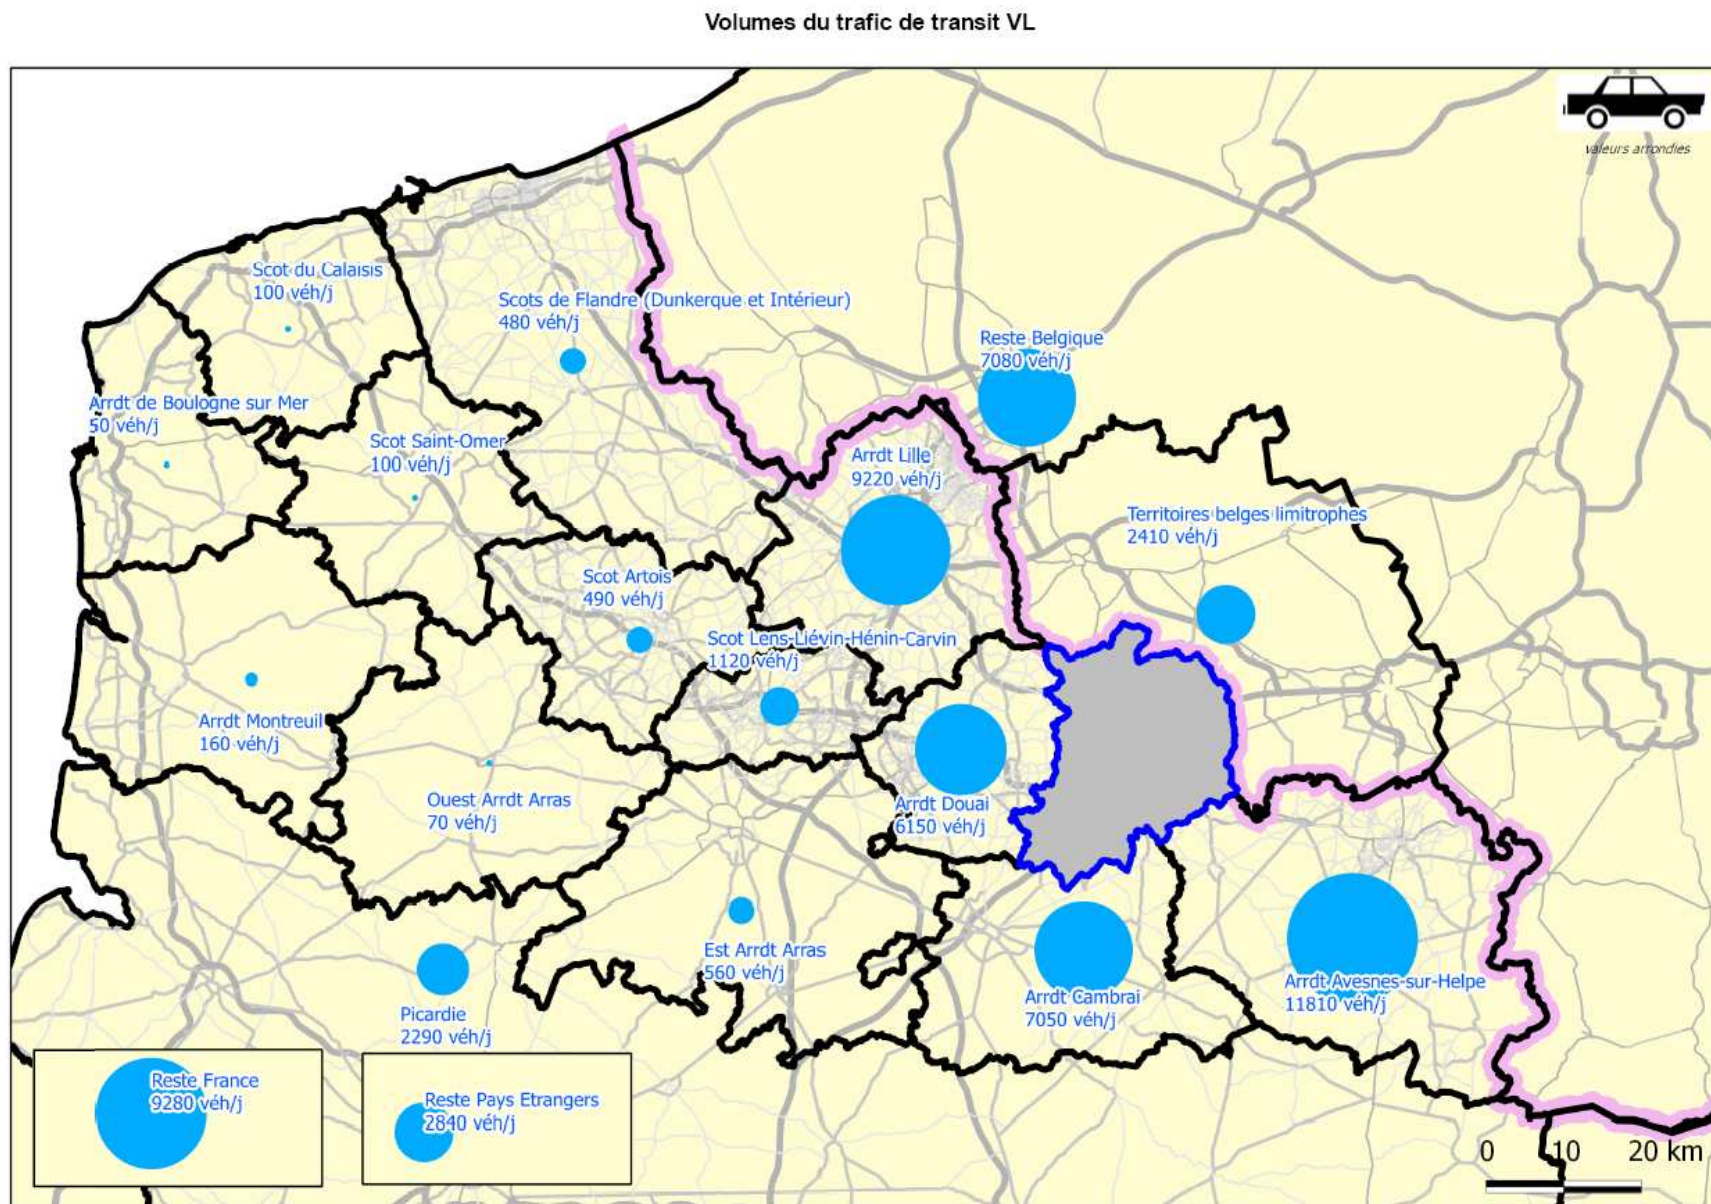 Volumes du trafic de transit VL
valeurs arrondies
Scot du Calaisis
100 véh/j
Scots de Flandre (Dunkerque et Intérieur)
480 véh/j
Reste Belgique
7080 véh/j
Arrdt de Boulogne sur Mer
50 véh/j
Scot Saint-Omer
100 véh/j
Arrdt Lille
9220 véh/j
Territoires belges limitrophes
2410 véh/j
Scot Artois
490 véh/j
Scot Lens-Liévin-Hénin-Carvin
1120 véh/j
Arrdt Montreuil
160 véh/j
Ouest Arrdt Arras
70 véh/j
Arrdt Douai
6150 véh/j
Est Arrdt Arras
560 véh/j
Arrdt Cambrai
7050 véh/j
Arrdt Avesnes-sur-Helpe
11810 véh/j
Picardie
2290 véh/j
Reste France
9280 véh/j
Reste Pays Etrangers
2840 véh/j
0 10 20 km